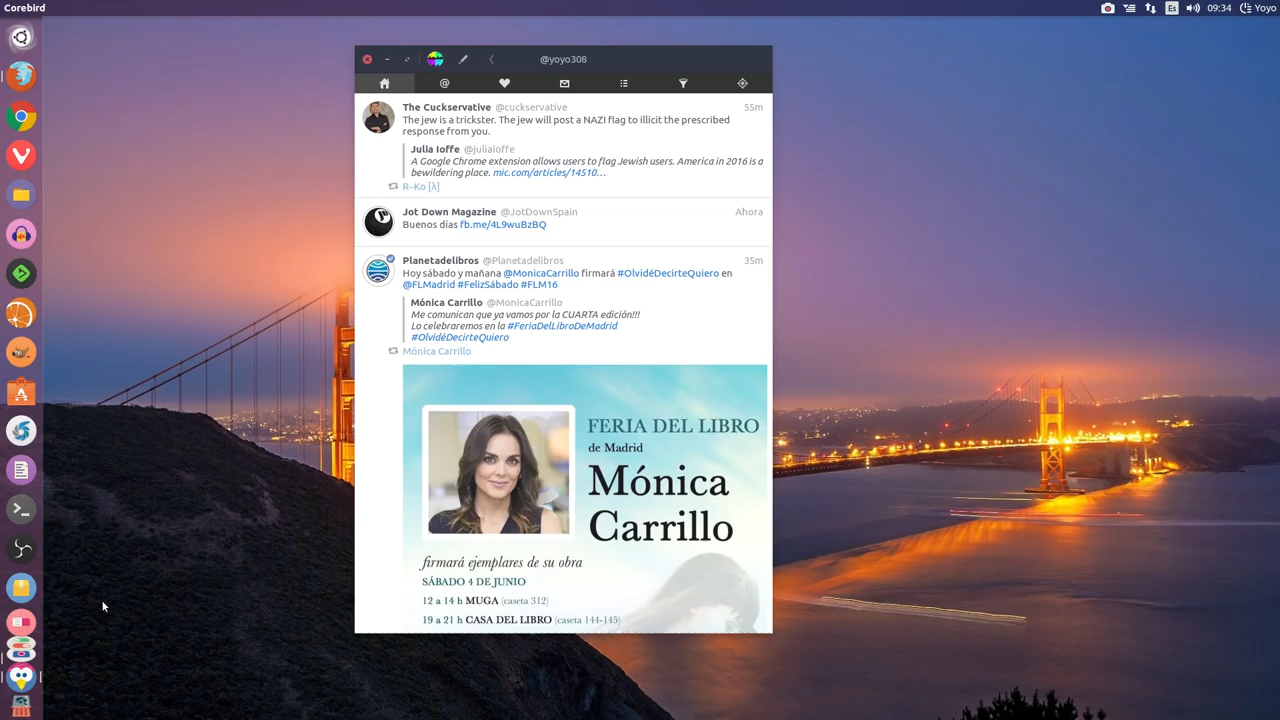 Corebird
Es
09:34
Yoyo
@yoyo308
The Cuckservative @cuckservative 55m
The jew is a trickster. The jew will post a NAZI flag to illicit the prescribed
response from you.
Julia Ioffe @juliaioffe
A Google Chrome extension allows users to flag Jewish users. America in 2016 is a
bewildering place. mic.com/articles/14510…
R–Ko [λ]
Jot Down Magazine @JotDownSpain Ahora
Buenos días fb.me/4L9wuBzBQ
Planetadelibros @Planetadelibros 35m
Hoy sábado y mañana @MonicaCarrillo firmará #OlvidéDecirteQuiero en
@FLMadrid #FelizSábado #FLM16
Mónica Carrillo @MonicaCarrillo
Me comunican que ya vamos por la CUARTA edición!!!
Lo celebraremos en la #FeriaDelLibroDeMadrid
#OlvidéDecirteQuiero
Mónica Carrillo
FERIA DEL LIBRO
de Madrid
Mónica
Carrillo
firmará ejemplares de su obra
SÁBADO 4 DE JUNIO
12 a 14 h MUGA (caseta 312)
19 a 21 h CASA DEL LIBRO (caseta 144-145)